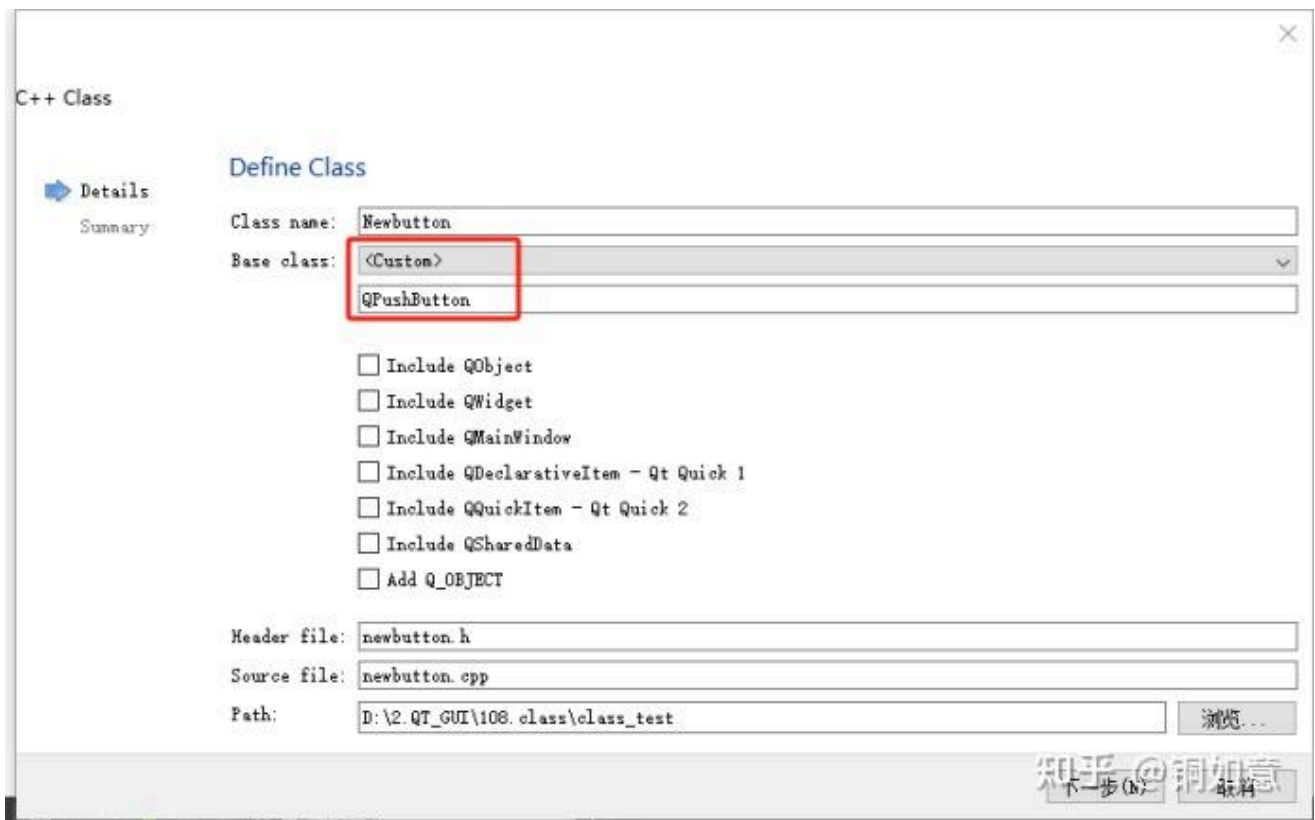 C++ Class
Define Class
Details
Summary
Class name: Newbutton
Base class: <Custom>
QPushButton
Include QObject
Include QWidget
Include QMainWindow
Include QDeclarativeItem - Qt Quick 1
Include QQuickItem - Qt Quick 2
Include QSharedData
Add Q_OBJECT
Header file: newbutton.h
Source file: newbutton.cpp
Path: D:\2.QT_GUI\108.class\class_test 浏览...
知乎 @铜如意
下一步(N) 取消